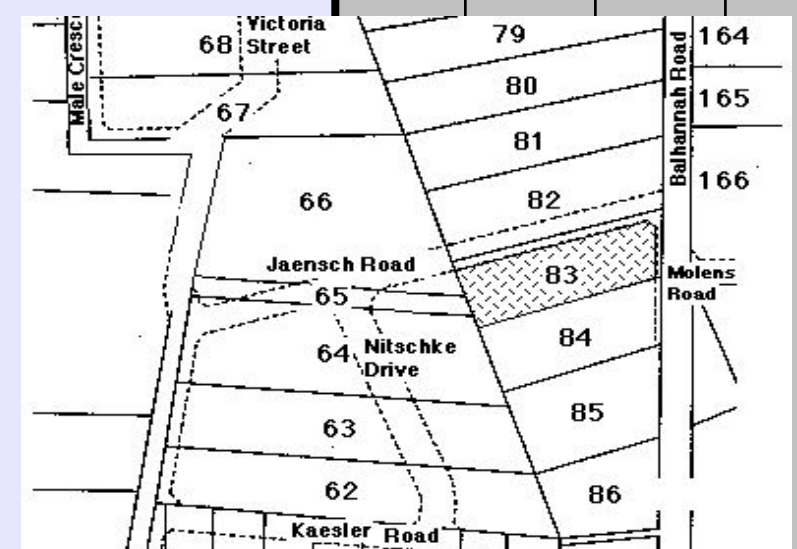 Victoria
Street
79
164
68
Male Cresc
80
Balhannah Road
165
67
81
166
66
82
Jaensch Road
83
Molens
Road
65
84
64
Nitschke
Drive
85
63
62
86
Kaesler Road